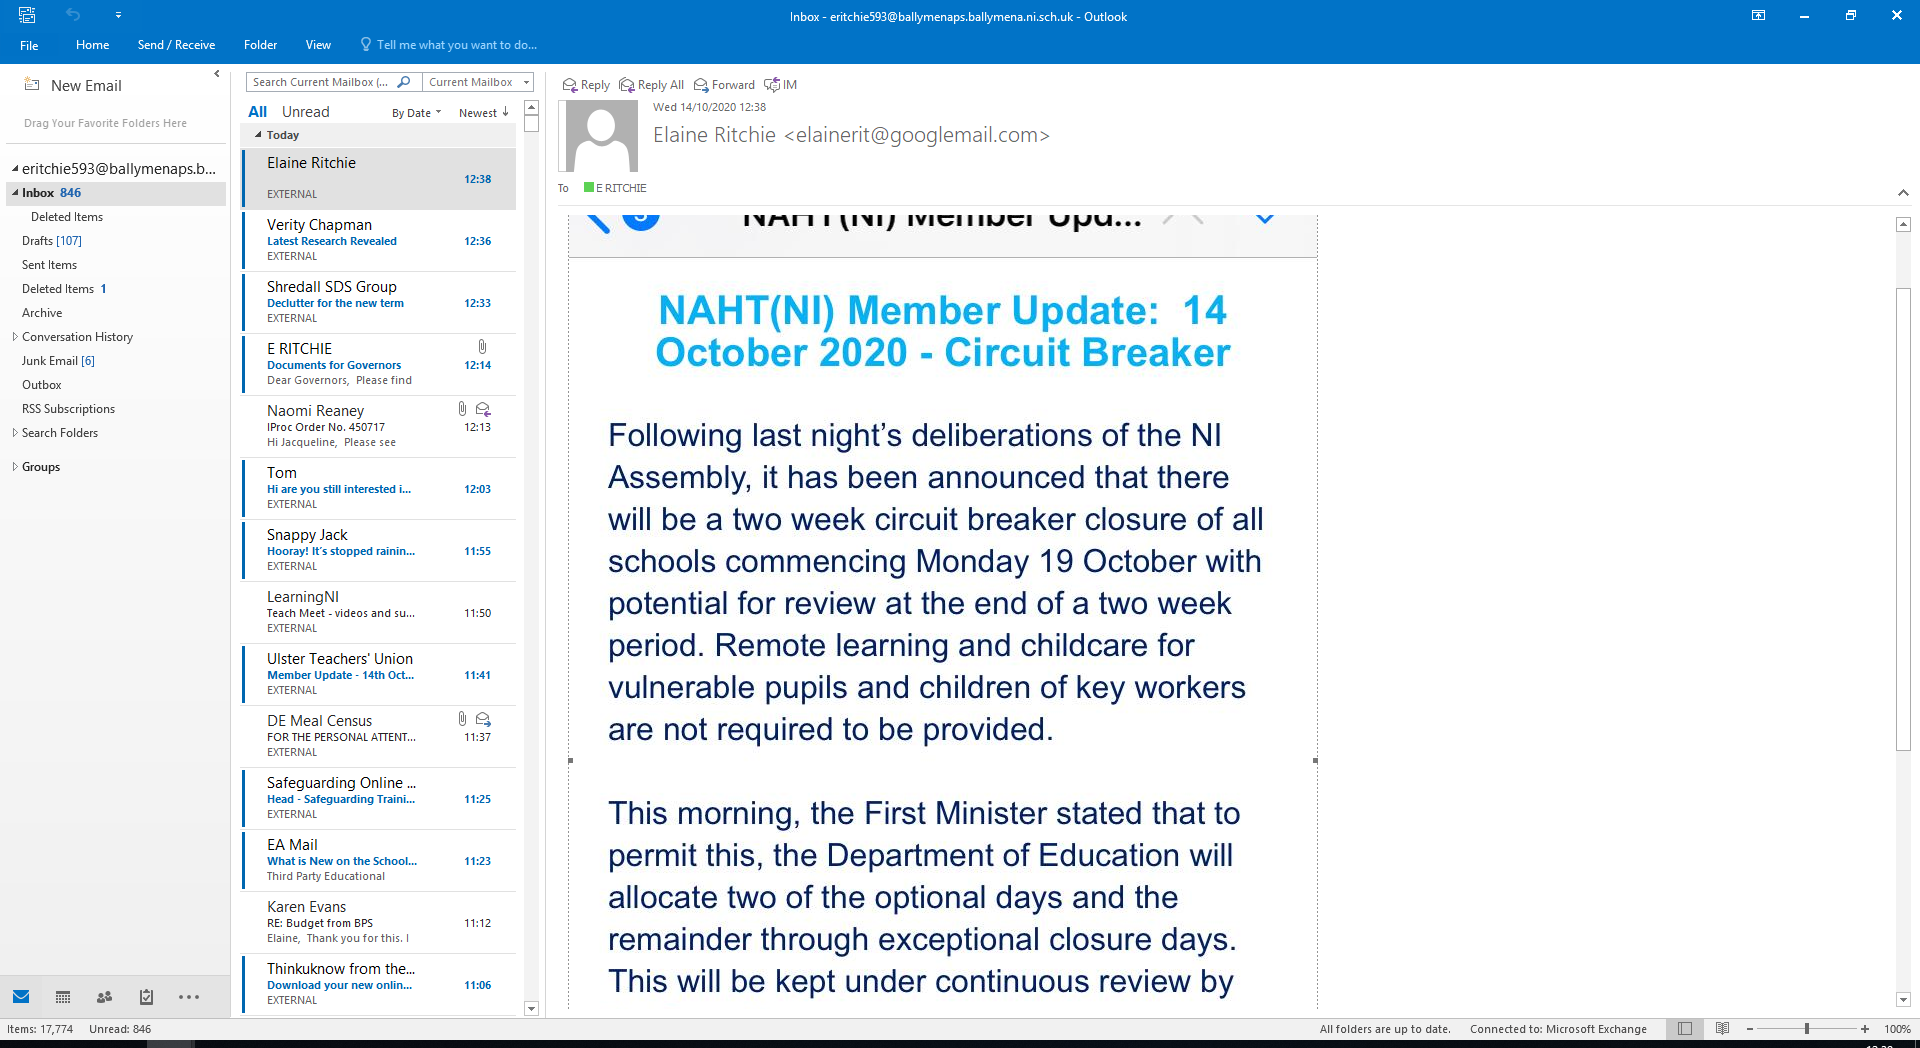 Inbox - eritchie593@ballymenaps.ballymena.ni.sch.uk - Outlook
File Home Send / Receive Folder View Tell me what you want to do...
New Email
Drag Your Favorite Folders Here
eritchie593@ballymenaps.b...
Inbox 846
Deleted Items
Drafts [107]
Sent Items
Deleted Items 1
Archive
Conversation History
Junk Email [6]
Outbox
RSS Subscriptions
Search Folders
Groups
Search Current Mailbox (... Current Mailbox
All Unread By Date Newest
Today
Elaine Ritchie
12:38
EXTERNAL
Verity Chapman
Latest Research Revealed 12:36
EXTERNAL
Shredall SDS Group
Declutter for the new term 12:33
EXTERNAL
E RITCHIE
Documents for Governors 12:14
Dear Governors, Please find
Naomi Reaney
IProc Order No. 450717 12:13
Hi Jacqueline, Please see
Tom
Hi are you still interested i... 12:03
EXTERNAL
Snappy Jack
Hooray! It's stopped rainin... 11:55
EXTERNAL
LearningNI
Teach Meet - videos and su... 11:50
EXTERNAL
Ulster Teachers' Union
Member Update - 14th Oct... 11:41
EXTERNAL
DE Meal Census
FOR THE PERSONAL ATTENT... 11:37
EXTERNAL
Safeguarding Online ...
Head - Safeguarding Traini... 11:25
EXTERNAL
EA Mail
What is New on the School... 11:23
Third Party Educational
Karen Evans
RE: Budget from BPS 11:12
Elaine, Thank you for this. I
Thinkuknow from the...
Download your new onlin... 11:06
EXTERNAL
Reply Reply All Forward IM
Wed 14/10/2020 12:38
Elaine Ritchie <elainerit@googlemail.com>
To E RITCHIE
NAHT(NI) Member Upd...
NAHT(NI) Member Update: 14
October 2020 - Circuit Breaker
Following last night's deliberations of the NI
Assembly, it has been announced that there
will be a two week circuit breaker closure of all
schools commencing Monday 19 October with
potential for review at the end of a two week
period. Remote learning and childcare for
vulnerable pupils and children of key workers
are not required to be provided.
This morning, the First Minister stated that to
permit this, the Department of Education will
allocate two of the optional days and the
remainder through exceptional closure days.
This will be kept under continuous review by
Items: 17,774 Unread: 846 All folders are up to date. Connected to: Microsoft Exchange 100%